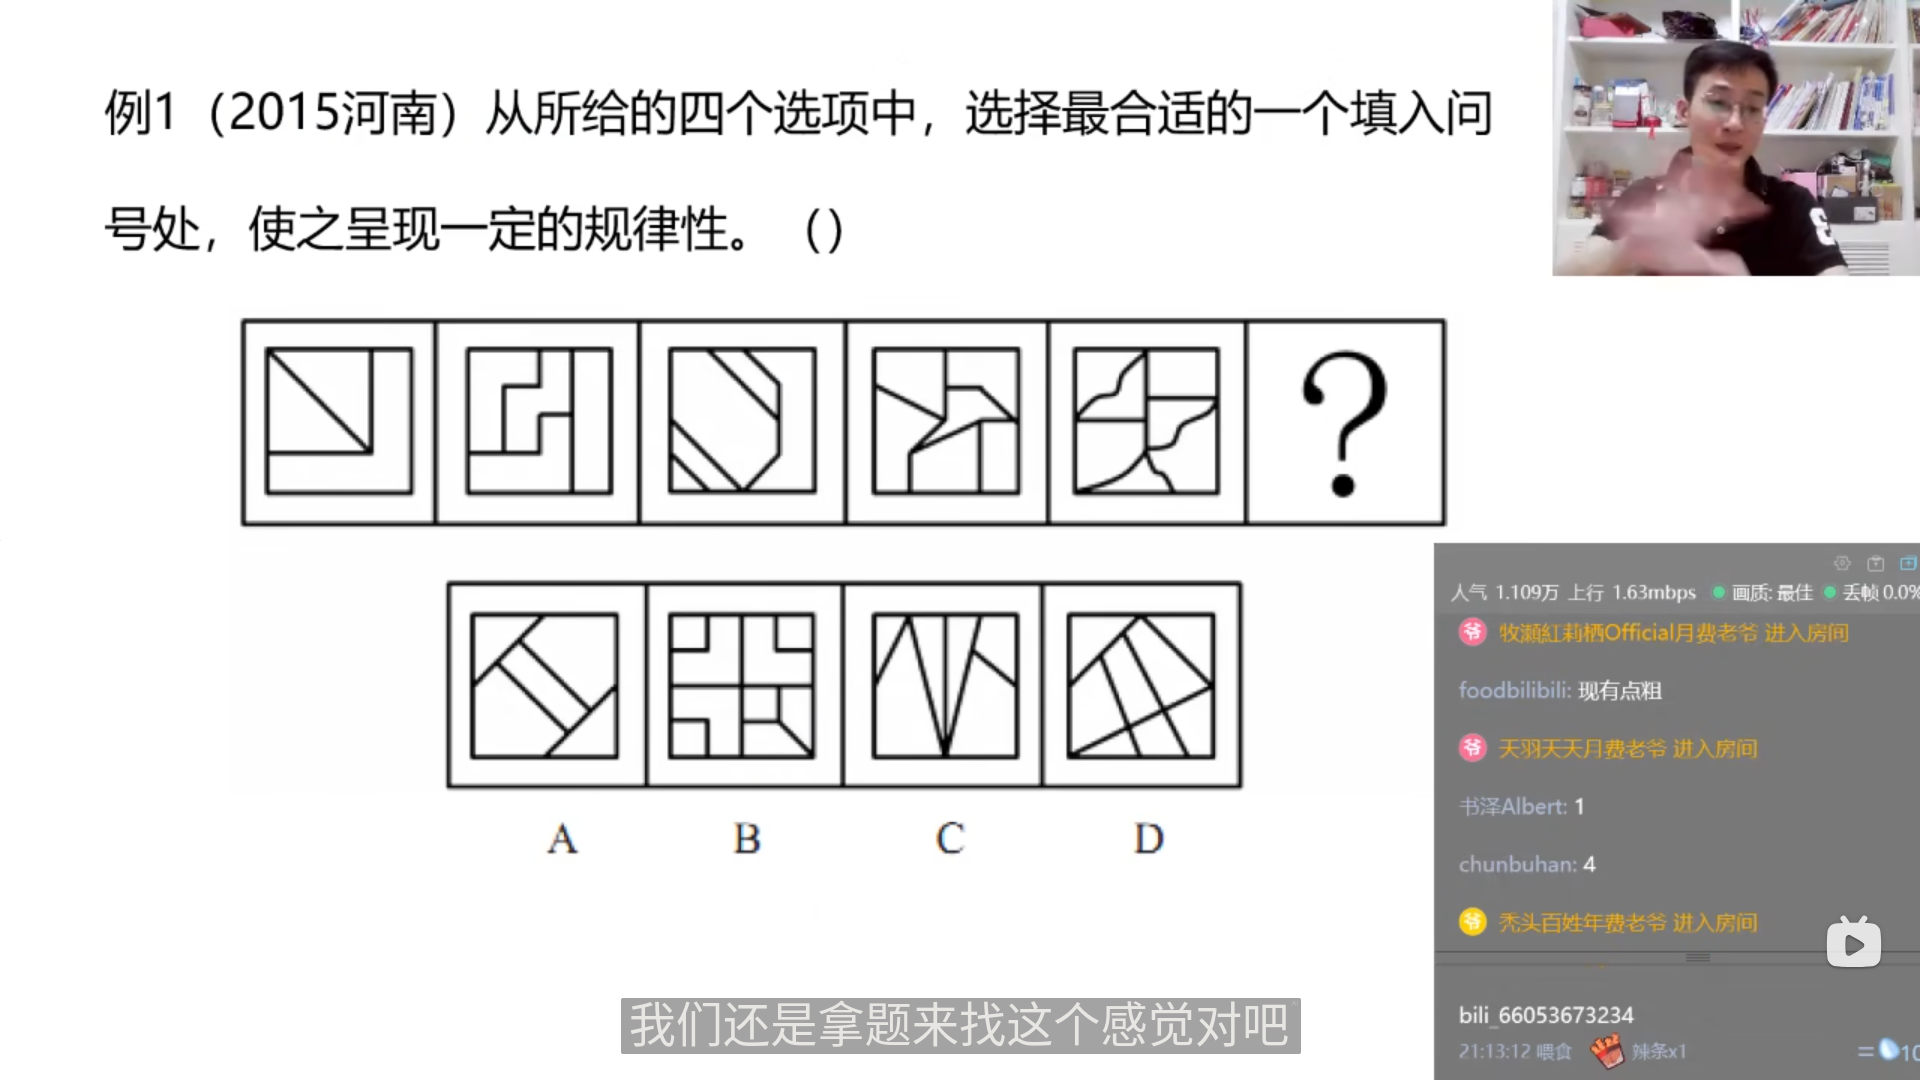 例1（2015河南）从所给的四个选项中，选择最合适的一个填入问
号处，使之呈现一定的规律性。（）
?
A B C D
人气 1.109万 上行 1.63mbps 画质: 最佳 丢帧 0.0%
爷 牧瀬紅莉栖Official月费老爷 进入房间
foodbilibili: 现有点粗
爷 天羽天天月费老爷 进入房间
书泽Albert: 1
chunbuhan: 4
爷 秃头百姓年费老爷 进入房间
bili_66053673234
21:13:12 喂食 辣条x1
我们还是拿题来找这个感觉对吧